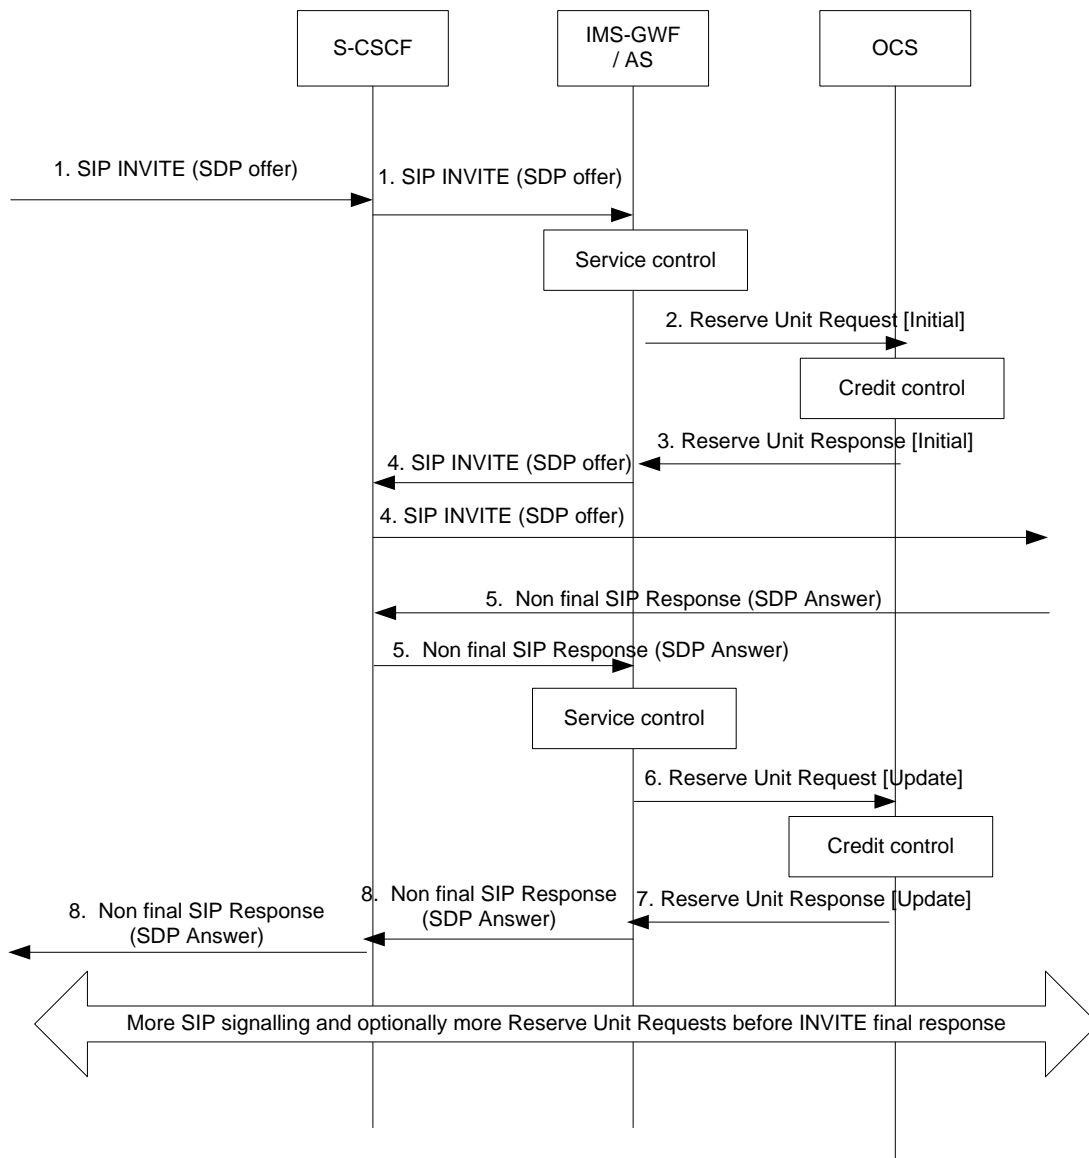 S-CSCF
IMS-GWF
/ AS
OCS
1. SIP INVITE (SDP offer)
1. SIP INVITE (SDP offer)
Service control
2. Reserve Unit Request [Initial]
Credit control
3. Reserve Unit Response [Initial]
4. SIP INVITE (SDP offer)
4. SIP INVITE (SDP offer)
5. Non final SIP Response (SDP Answer)
5. Non final SIP Response (SDP Answer)
Service control
6. Reserve Unit Request [Update]
Credit control
7. Reserve Unit Response [Update]
8. Non final SIP Response
(SDP Answer)
8. Non final SIP Response
(SDP Answer)
More SIP signalling and optionally more Reserve Unit Requests before INVITE final response